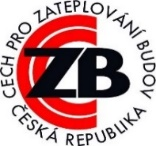 CECH PRO ZATEPLOVÁNÍ BUDOV
ZB
ČESKÁ REPUBLIKA